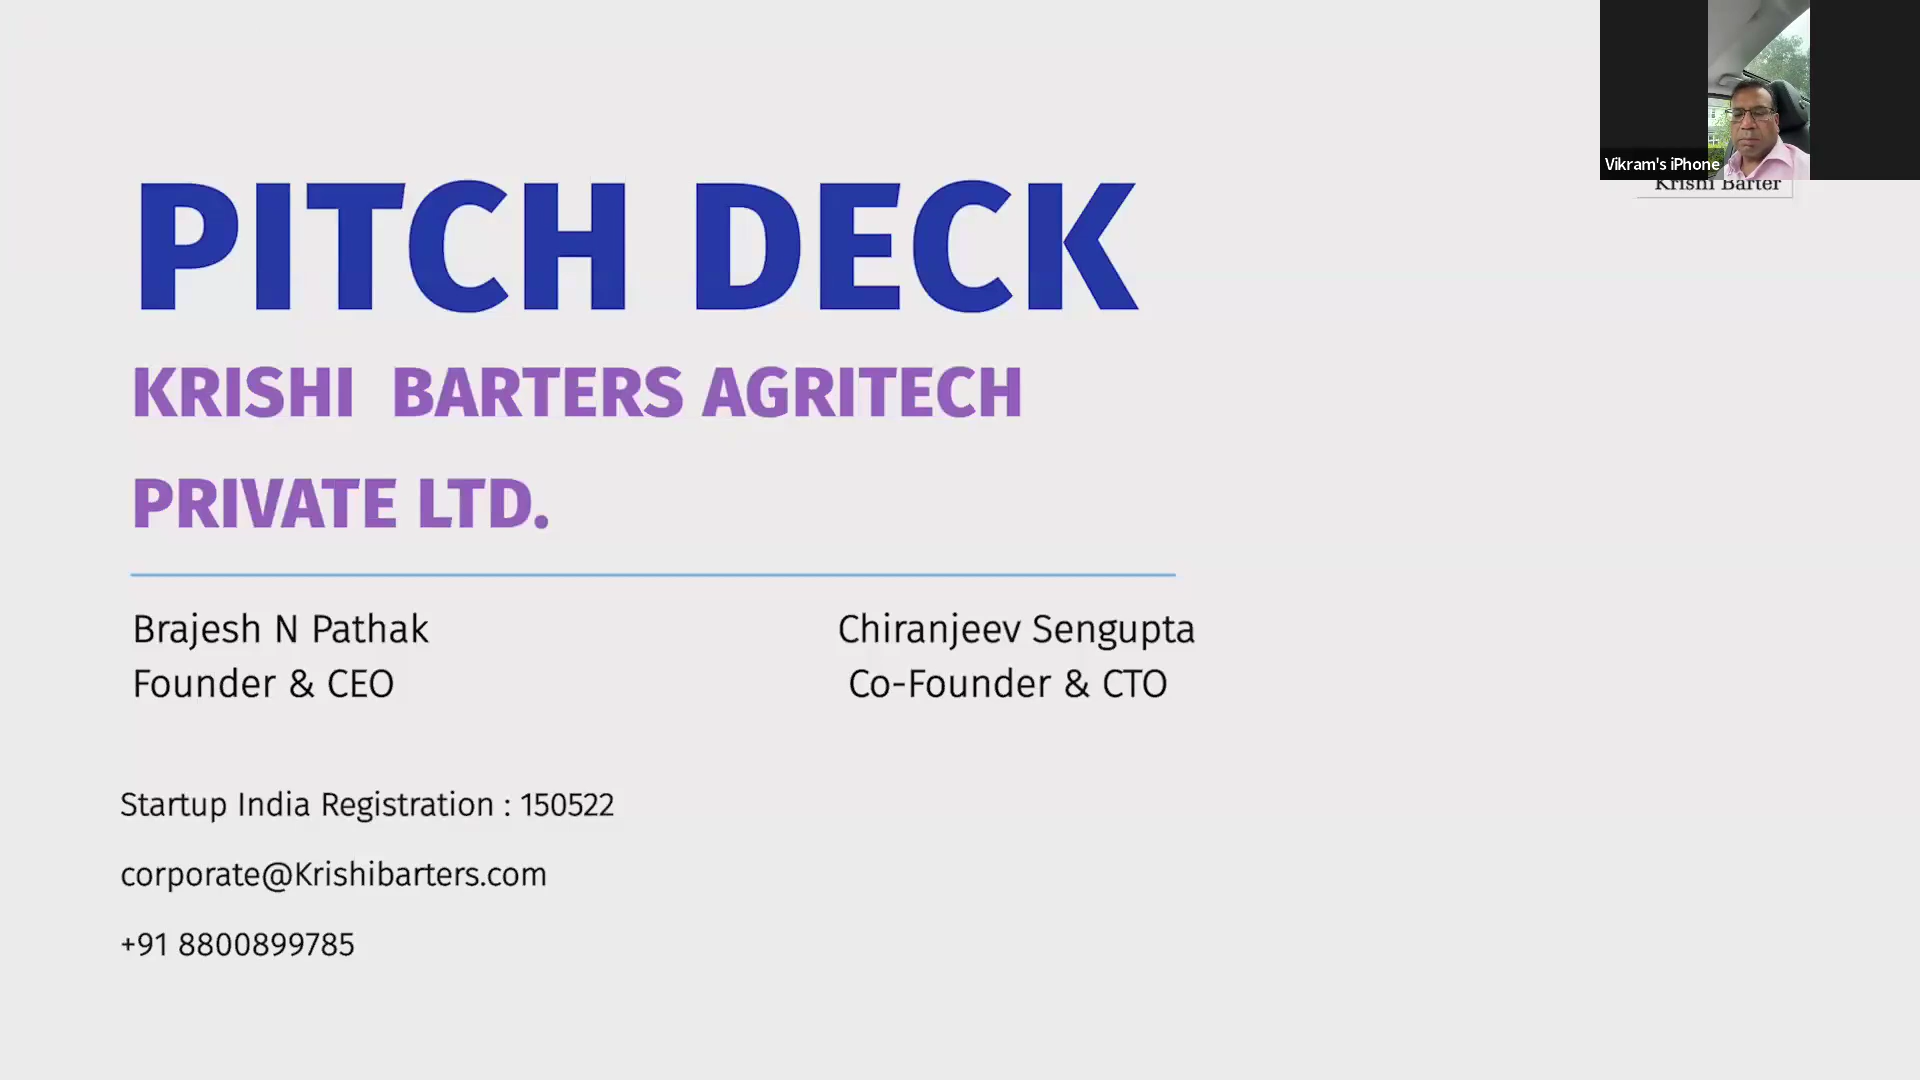 Vikram's iPhone
Krishi Barter
PITCH DECK
KRISHI BARTERS AGRITECH
PRIVATE LTD.
Brajesh N Pathak
Founder & CEO
Chiranjeev Sengupta
Co-Founder & CTO
Startup India Registration : 150522
corporate@Krishibarters.com
+91 8800899785